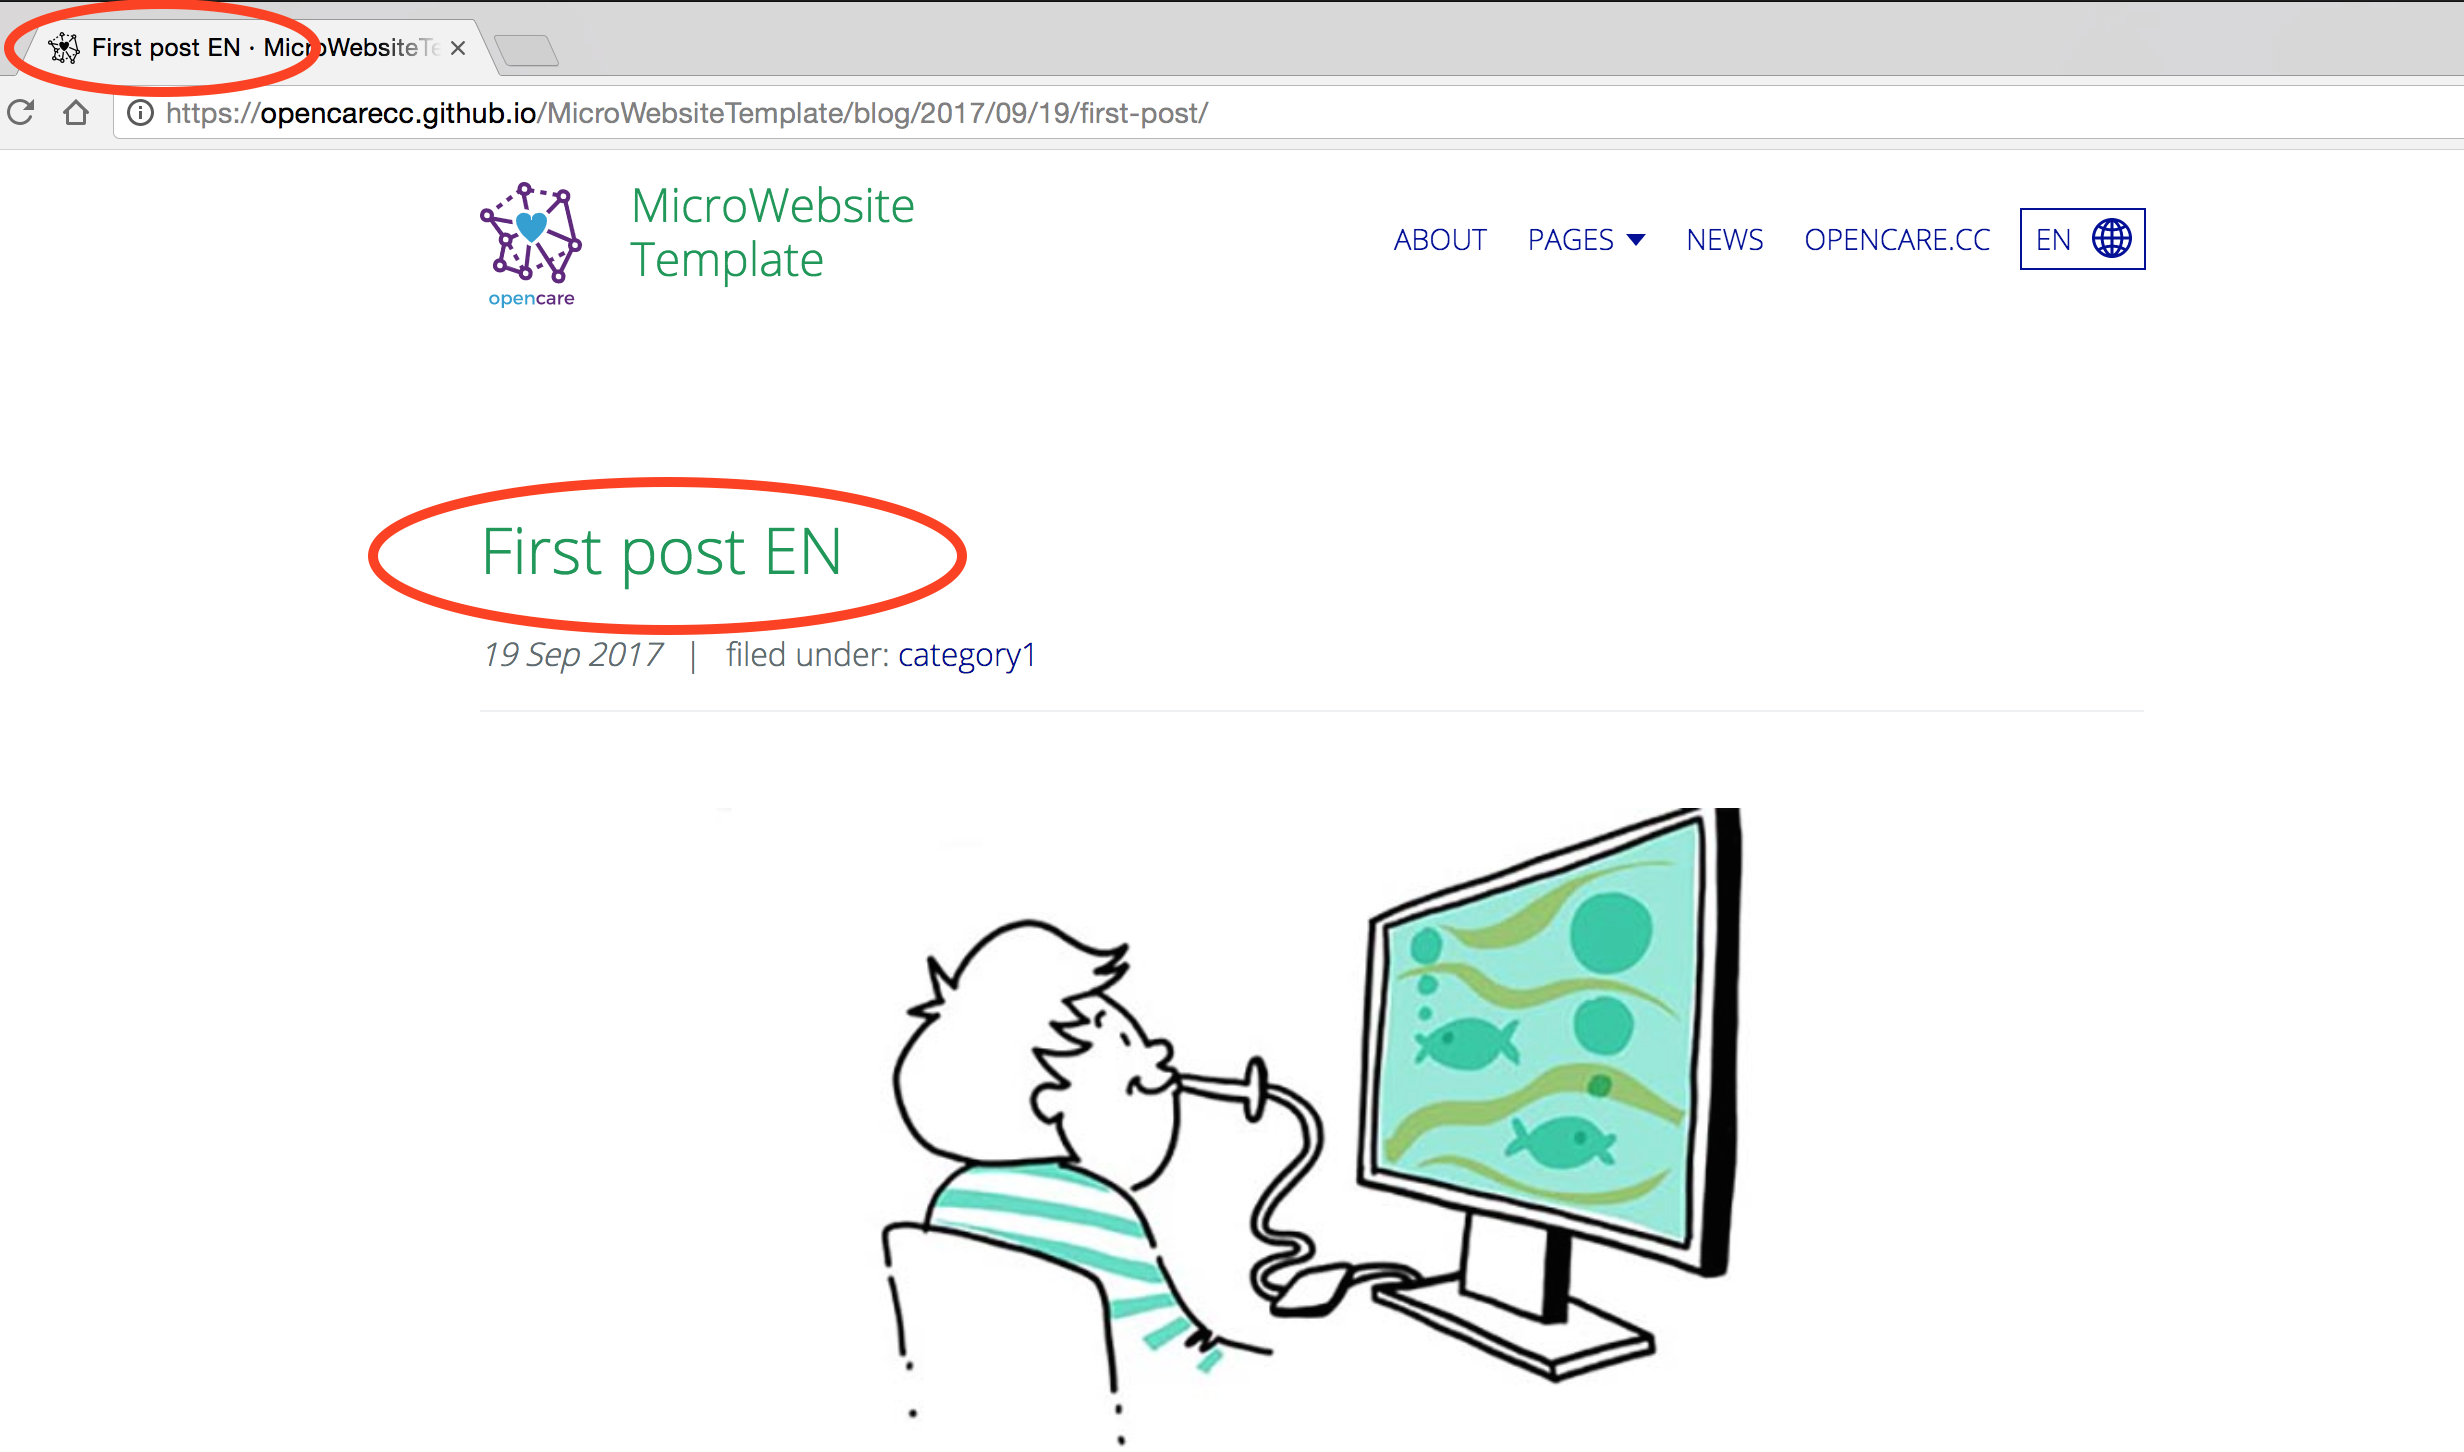 First post EN · MicroWebsiteTe
https://opencarecc.github.io/MicroWebsiteTemplate/blog/2017/09/19/first-post/
opencare
MicroWebsite
Template
ABOUT PAGES NEWS OPENCARE.CC EN
First post EN
19 Sep 2017 | filed under: category1